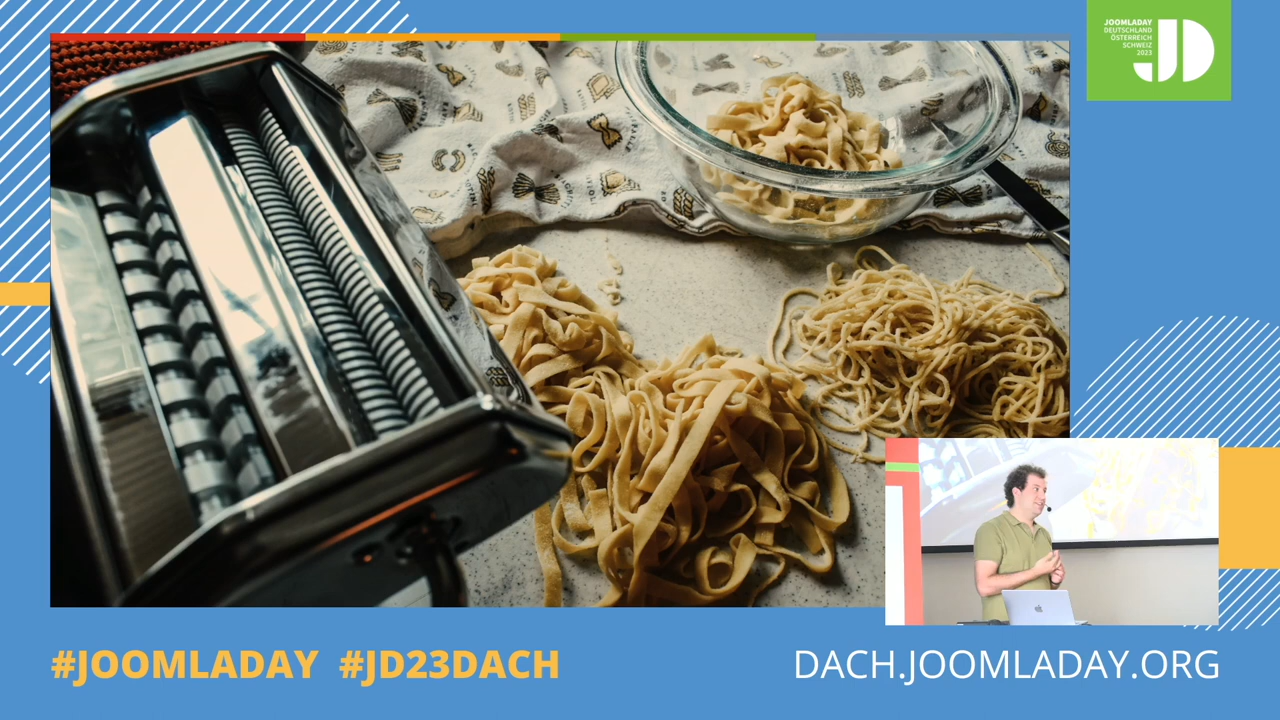 JOOMLADAY
DEUTSCHLAND
ÖSTERREICH
SCHWEIZ
2023
JD
#JOOMLADAY #JD23DACH
DACH.JOOMLADAY.ORG